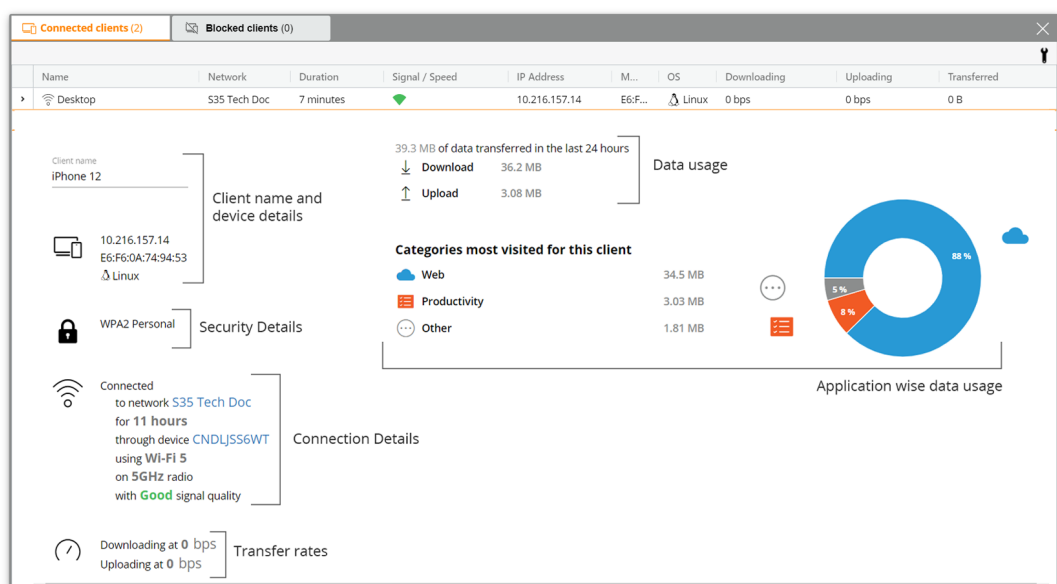 Connected clients (2)
Blocked clients (0)
Name Network Duration Signal / Speed IP Address M... OS Downloading Uploading Transferred
Desktop S35 Tech Doc 7 minutes 10.216.157.14 E6:F... Linux 0 bps 0 bps 0 B
Client name
iPhone 12
Client name and
device details
10.216.157.14
E6:F6:0A:74:94:53
Linux
WPA2 Personal
Security Details
Connected
to network S35 Tech Doc
for 11 hours
through device CNDLJSS6WT
using Wi-Fi 5
on 5GHz radio
with Good signal quality
Connection Details
Downloading at 0 bps
Uploading at 0 bps
Transfer rates
39.3 MB of data transferred in the last 24 hours
Download 36.2 MB
Upload 3.08 MB
Data usage
Categories most visited for this client
Web 34.5 MB
Productivity 3.03 MB
Other 1.81 MB
88 %
5 %
8 %
Application wise data usage